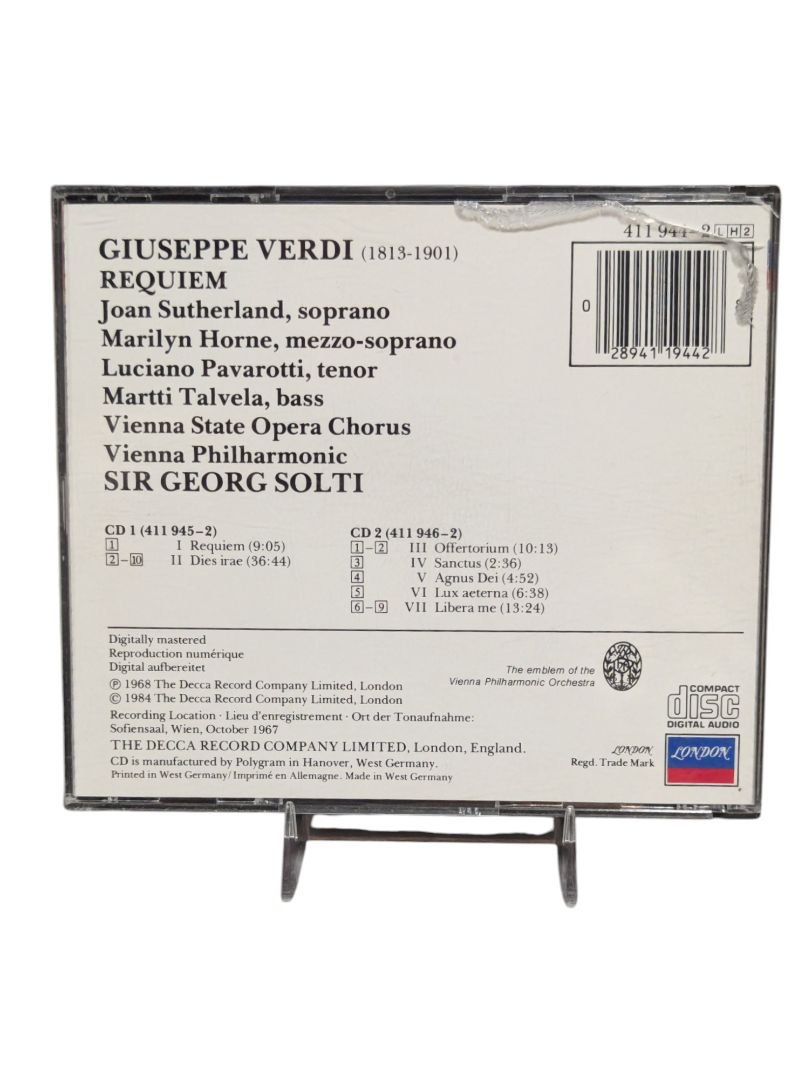 411 944-2 LH2
GIUSEPPE VERDI (1813-1901)
REQUIEM
Joan Sutherland, soprano
Marilyn Horne, mezzo-soprano
Luciano Pavarotti, tenor
Martti Talvela, bass
Vienna State Opera Chorus
Vienna Philharmonic
SIR GEORG SOLTI
0 28941 19442
CD 1 (411 945-2)
1 I Requiem (9:05)
2-10 II Dies irae (36:44)
CD 2 (411 946-2)
1-2 III Offertorium (10:13)
3 IV Sanctus (2:36)
4 V Agnus Dei (4:52)
5 VI Lux aeterna (6:38)
6-9 VII Libera me (13:24)
Digitally mastered
Reproduction numérique
Digital aufbereitet
℗ 1968 The Decca Record Company Limited, London
© 1984 The Decca Record Company Limited, London
Recording Location · Lieu d'enregistrement · Ort der Tonaufnahme:
Sofiensaal, Wien, October 1967
THE DECCA RECORD COMPANY LIMITED, London, England.
CD is manufactured by Polygram in Hanover, West Germany.
Printed in West Germany/Imprimé en Allemagne. Made in West Germany
The emblem of the
Vienna Philharmonic Orchestra
COMPACT
disc
DIGITAL AUDIO
LONDON
Regd. Trade Mark
LONDON